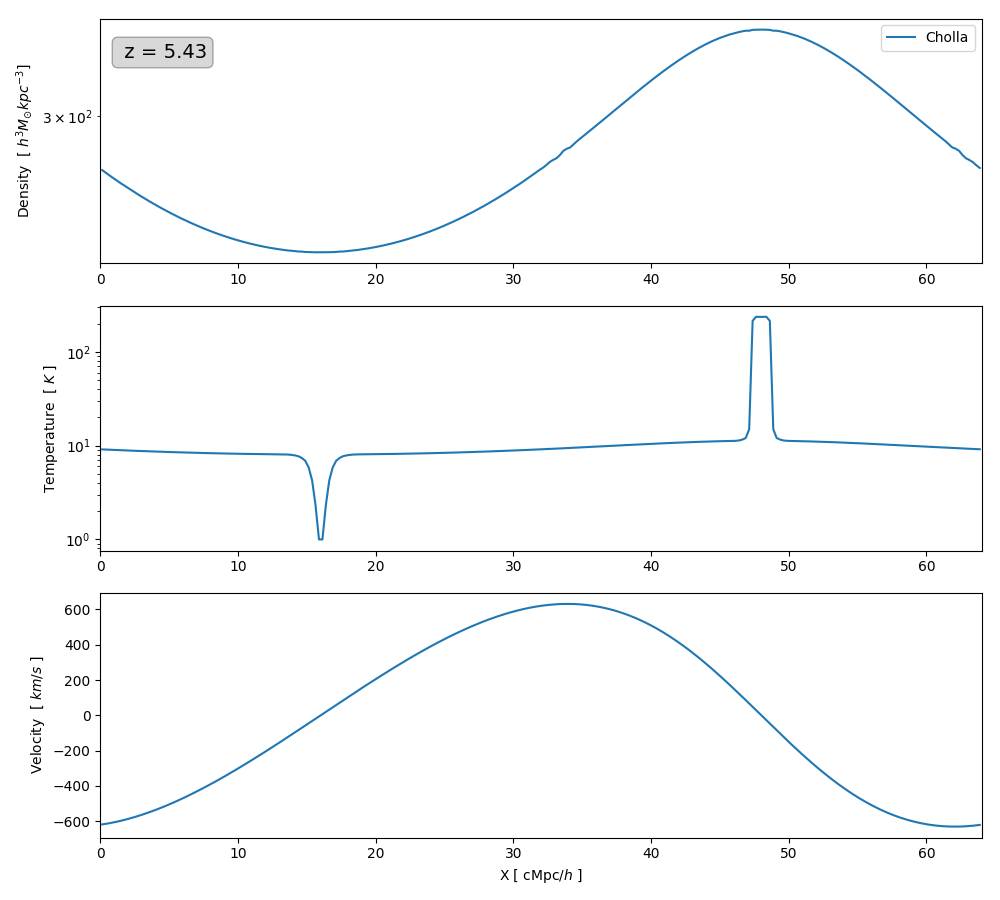 z = 5.43
Cholla
Density [ h³M⊙kpc⁻³]
3 × 10²
0 10 20 30 40 50 60
Temperature [ K ]
10²
10¹
10⁰
0 10 20 30 40 50 60
Velocity [ km/s ]
600
400
200
0
−200
−400
−600
0 10 20 30 40 50 60
X [ cMpc/h ]